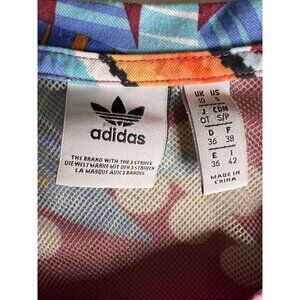 adidas
THE BRAND WITH THE 3 STRIPES
DIE WELTMARKE MIT DEN 3 STREIFEN
LA MARQUE AUX 3 BANDES
UK US
10 S
J CDN
OT S/P
D F
36 38
E I
36 42
MADE IN
CHINA